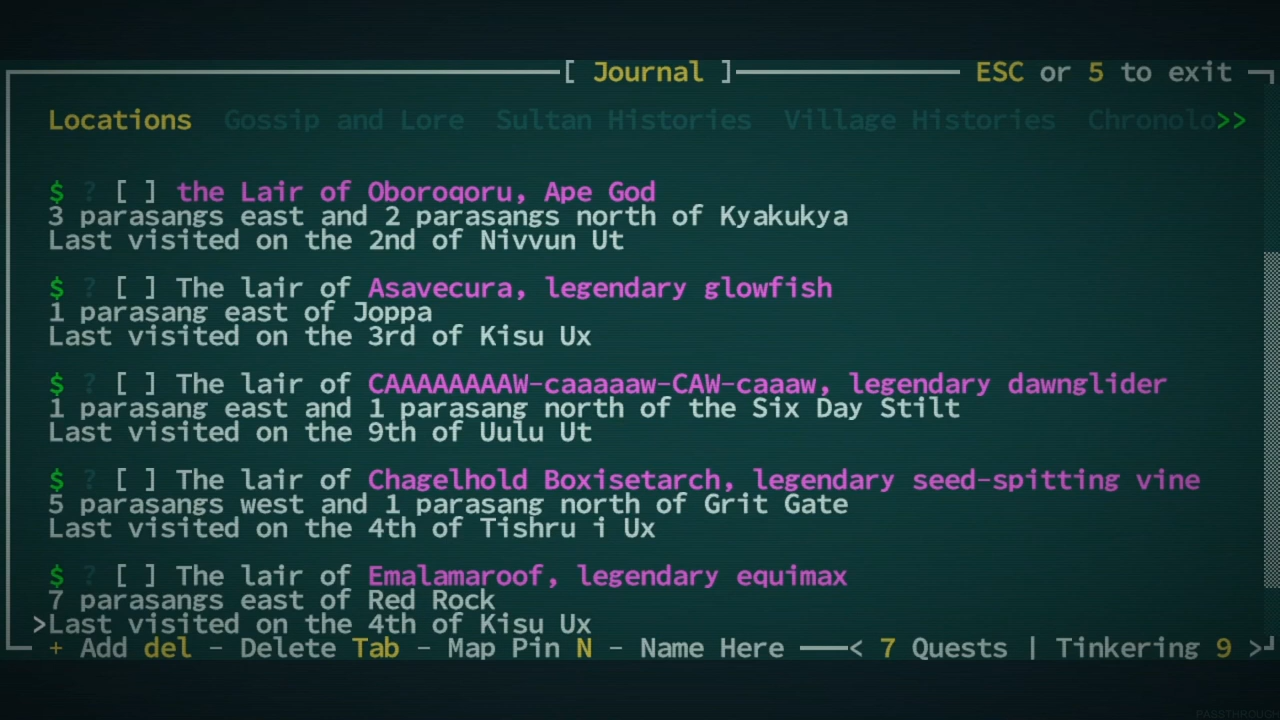 [ Journal ] ESC or 5 to exit
Locations Gossip and Lore Sultan Histories Village Histories Chronolo>>
$ ? [ ] the Lair of Oboroqoru, Ape God
3 parasangs east and 2 parasangs north of Kyakukya
Last visited on the 2nd of Nivvun Ut
$ ? [ ] The lair of Asavecura, legendary glowfish
1 parasang east of Joppa
Last visited on the 3rd of Kisu Ux
$ ? [ ] The lair of CAAAAAAAAW-caaaaaw-CAW-caaaw, legendary dawnglider
1 parasang east and 1 parasang north of the Six Day Stilt
Last visited on the 9th of Uulu Ut
$ ? [ ] The lair of Chagelhold Boxisetarch, legendary seed-spitting vine
5 parasangs west and 1 parasang north of Grit Gate
Last visited on the 4th of Tishru i Ux
$ ? [ ] The lair of Emalamaroof, legendary equimax
7 parasangs east of Red Rock
>Last visited on the 4th of Kisu Ux
+ Add del - Delete Tab - Map Pin N - Name Here < 7 Quests | Tinkering 9 >